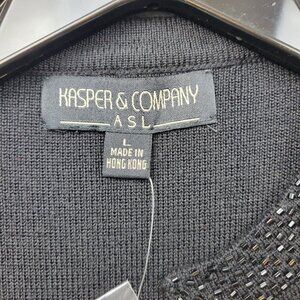 KASPER & COMPANY
A S L
L
MADE IN
HONG KONG